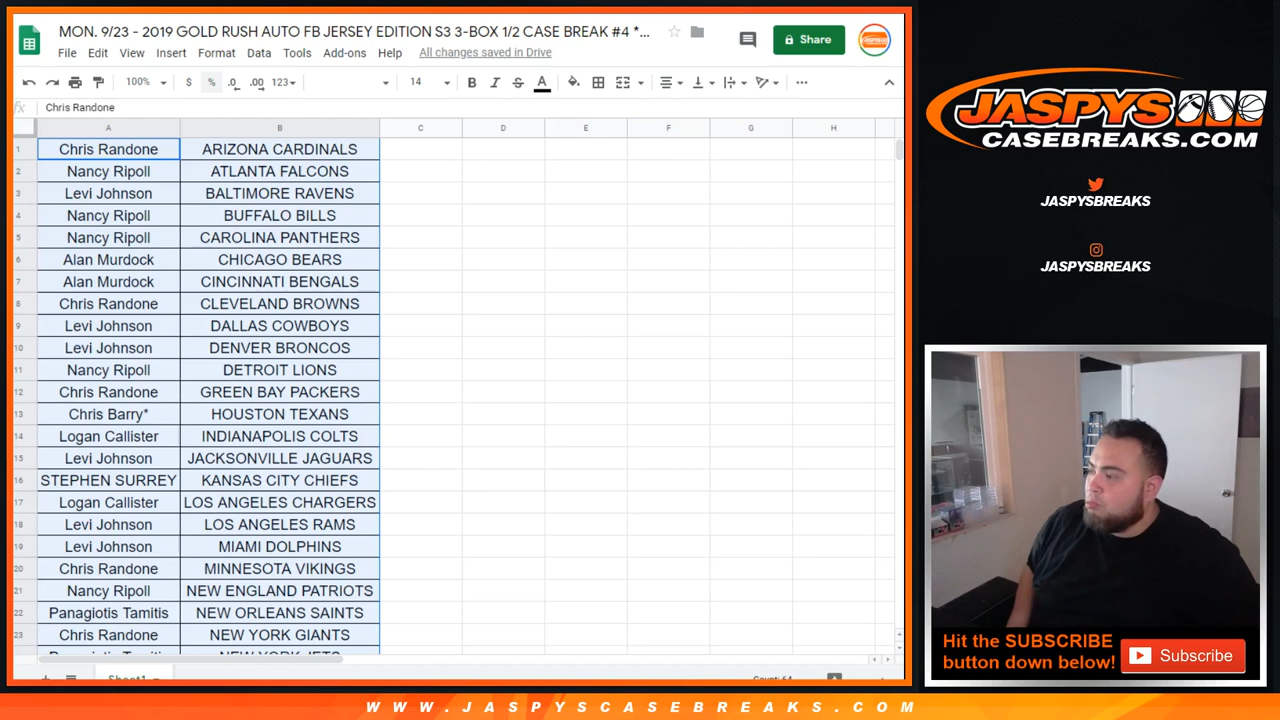 MON. 9/23 - 2019 GOLD RUSH AUTO FB JERSEY EDITION S3 3-BOX 1/2 CASE BREAK #4 *...
Share
File Edit View Insert Format Data Tools Add-ons Help All changes saved in Drive
100% $ % .0 .00 123 14 B I S A
fx Chris Randone
A B C D E F G H
1 Chris Randone ARIZONA CARDINALS
2 Nancy Ripoll ATLANTA FALCONS
3 Levi Johnson BALTIMORE RAVENS
4 Nancy Ripoll BUFFALO BILLS
5 Nancy Ripoll CAROLINA PANTHERS
6 Alan Murdock CHICAGO BEARS
7 Alan Murdock CINCINNATI BENGALS
8 Chris Randone CLEVELAND BROWNS
9 Levi Johnson DALLAS COWBOYS
10 Levi Johnson DENVER BRONCOS
11 Nancy Ripoll DETROIT LIONS
12 Chris Randone GREEN BAY PACKERS
13 Chris Barry* HOUSTON TEXANS
14 Logan Callister INDIANAPOLIS COLTS
15 Levi Johnson JACKSONVILLE JAGUARS
16 STEPHEN SURREY KANSAS CITY CHIEFS
17 Logan Callister LOS ANGELES CHARGERS
18 Levi Johnson LOS ANGELES RAMS
19 Levi Johnson MIAMI DOLPHINS
20 Chris Randone MINNESOTA VIKINGS
21 Nancy Ripoll NEW ENGLAND PATRIOTS
22 Panagiotis Tamitis NEW ORLEANS SAINTS
23 Chris Randone NEW YORK GIANTS
Panagiotis Tamitis NEW YORK JETS
Sheet1
Count: 64
JASPYS
CASEBREAKS.COM
JASPYSBREAKS
JASPYSBREAKS
Hit the SUBSCRIBE
button down below!
Subscribe
WWW.JASPYSCASEBREAKS.COM